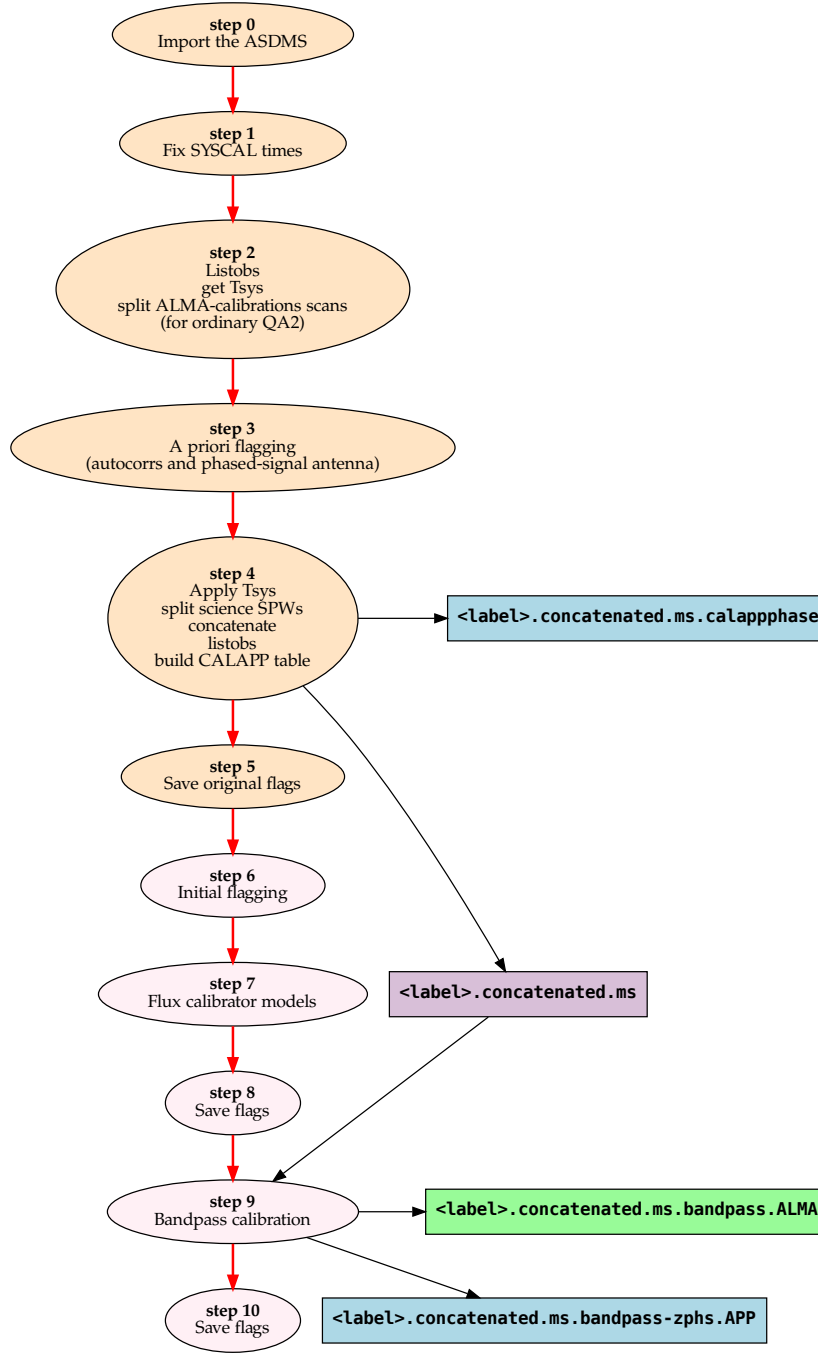 step 0
Import the ASDMS
step 1
Fix SYSCAL times
step 2
Listobs
get Tsys
split ALMA-calibrations scans
(for ordinary QA2)
step 3
A priori flagging
(autocorrs and phased-signal antenna)
step 4
Apply Tsys
split science SPWs
concatenate
listobs
build CALAPP table
<label>.concatenated.ms.calappphase
step 5
Save original flags
step 6
Initial flagging
step 7
Flux calibrator models
<label>.concatenated.ms
step 8
Save flags
step 9
Bandpass calibration
<label>.concatenated.ms.bandpass.ALMA
step 10
Save flags
<label>.concatenated.ms.bandpass-zphs.APP